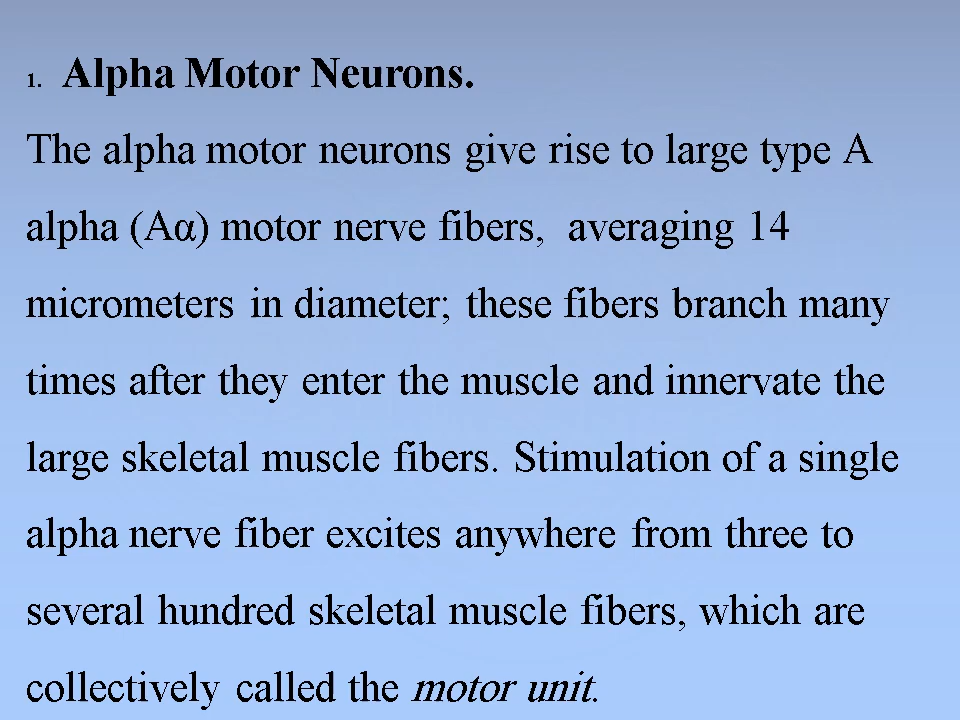 1. Alpha Motor Neurons.
The alpha motor neurons give rise to large type A
alpha (Aα) motor nerve fibers,  averaging 14
micrometers in diameter; these fibers branch many
times after they enter the muscle and innervate the
large skeletal muscle fibers. Stimulation of a single
alpha nerve fiber excites anywhere from three to
several hundred skeletal muscle fibers, which are
collectively called the motor unit.